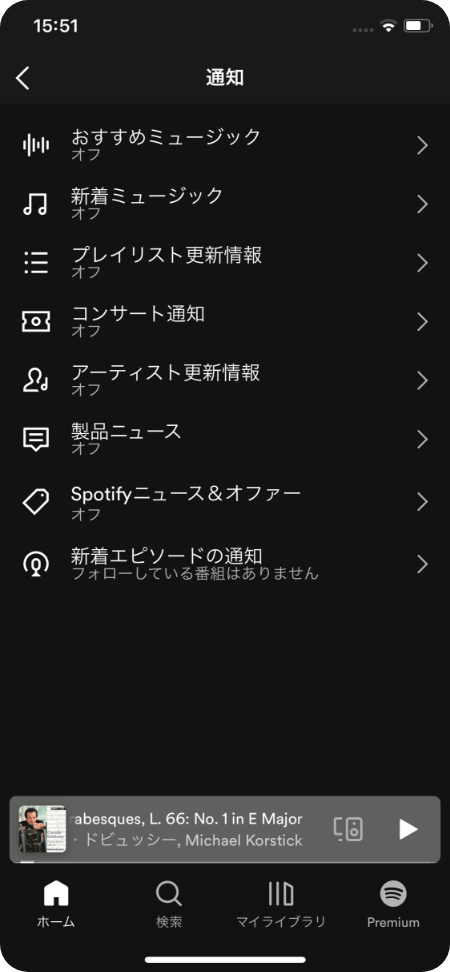 15:51
通知
おすすめミュージック
オフ
新着ミュージック
オフ
プレイリスト更新情報
オフ
コンサート通知
オフ
アーティスト更新情報
オフ
製品ニュース
オフ
Spotifyニュース＆オファー
オフ
新着エピソードの通知
フォローしている番組はありません
rabesques, L. 66: No. 1 in E Major
・ドビュッシー, Michael Korstick
ホーム
検索
マイライブラリ
Premium